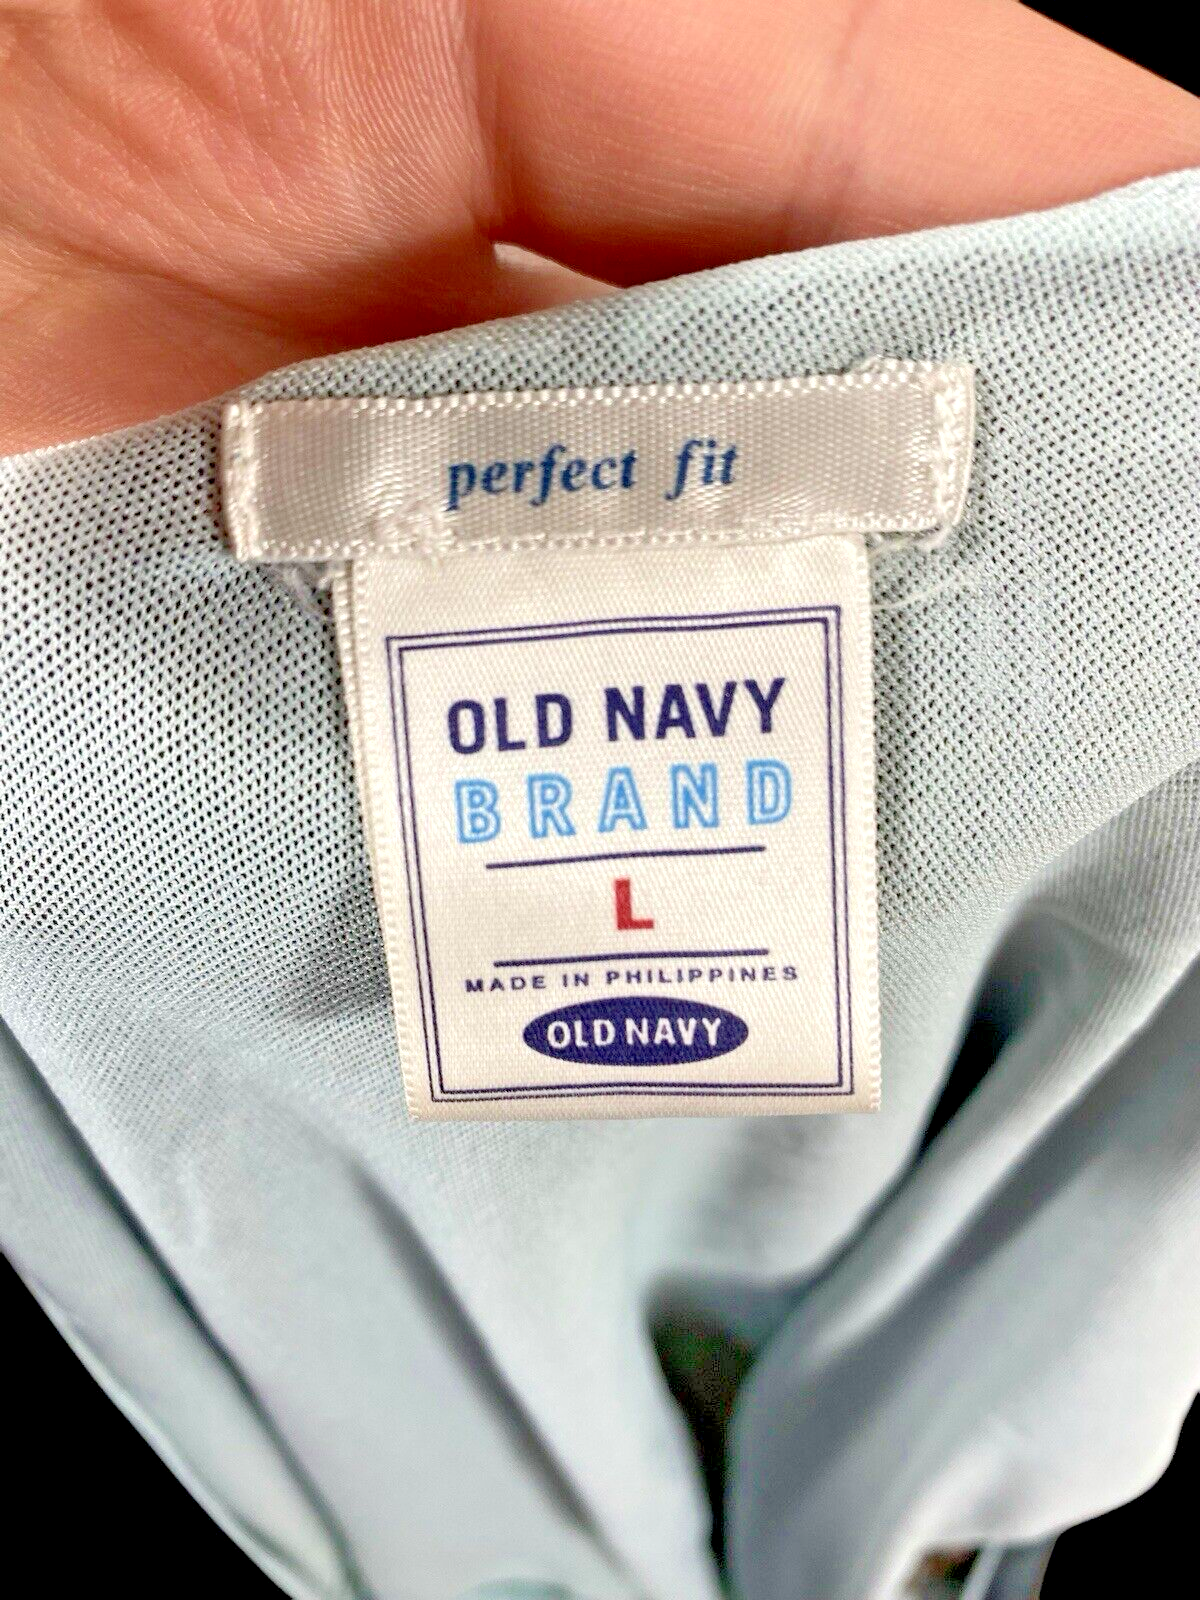 perfect fit
OLD NAVY
BRAND
L
MADE IN PHILIPPINES
OLD NAVY